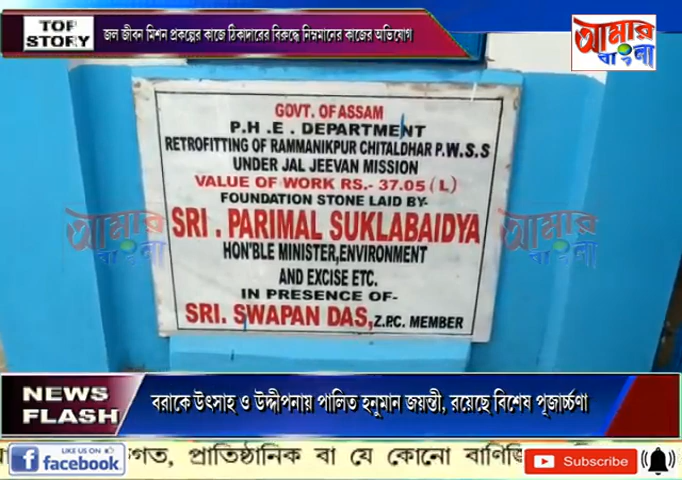 TOP
STORY
জল জীবন মিশন প্রকল্পের কাজে ঠিকাদারের বিরুদ্ধে নিম্নমানের কাজের অভিযোগ
আমার
বাংলা
GOVT. OF ASSAM
P.H .E . DEPARTMENT
RETROFITTING OF RAMMANIKPUR CHITALDHAR P.W.S.S
UNDER JAL JEEVAN MISSION
VALUE OF WORK RS.- 37.05 (L)
FOUNDATION STONE LAID BY-
SRI . PARIMAL SUKLABAIDYA
HON'BLE MINISTER,ENVIRONMENT
AND EXCISE ETC.
IN PRESENCE OF-
SRI. SWAPAN DAS, Z.P.C. MEMBER
আমার
বাংলা
আমার
বাংলা
NEWS
FLASH
বরাকে উৎসাহ ও উদ্দীপনায় পালিত হনুমান জয়ন্তী, রয়েছে বিশেষ পূজার্চ্চণা
LIKE US ON
facebook
প্রাতিষ্ঠানিক বা যে কোনো
Subscribe